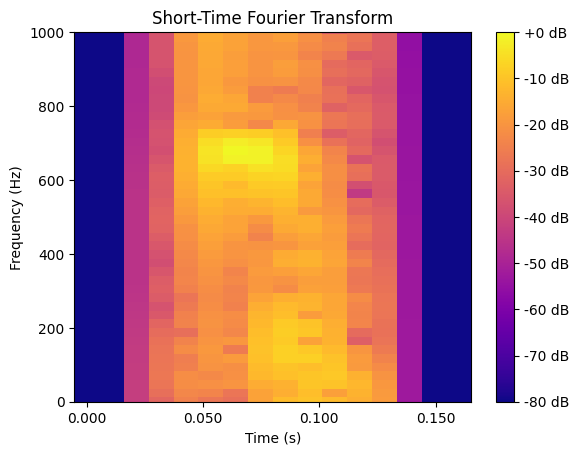 Short-Time Fourier Transform
Frequency (Hz)
1000
800
600
400
200
0
0.000
0.050
0.100
0.150
Time (s)
+0 dB
-10 dB
-20 dB
-30 dB
-40 dB
-50 dB
-60 dB
-70 dB
-80 dB